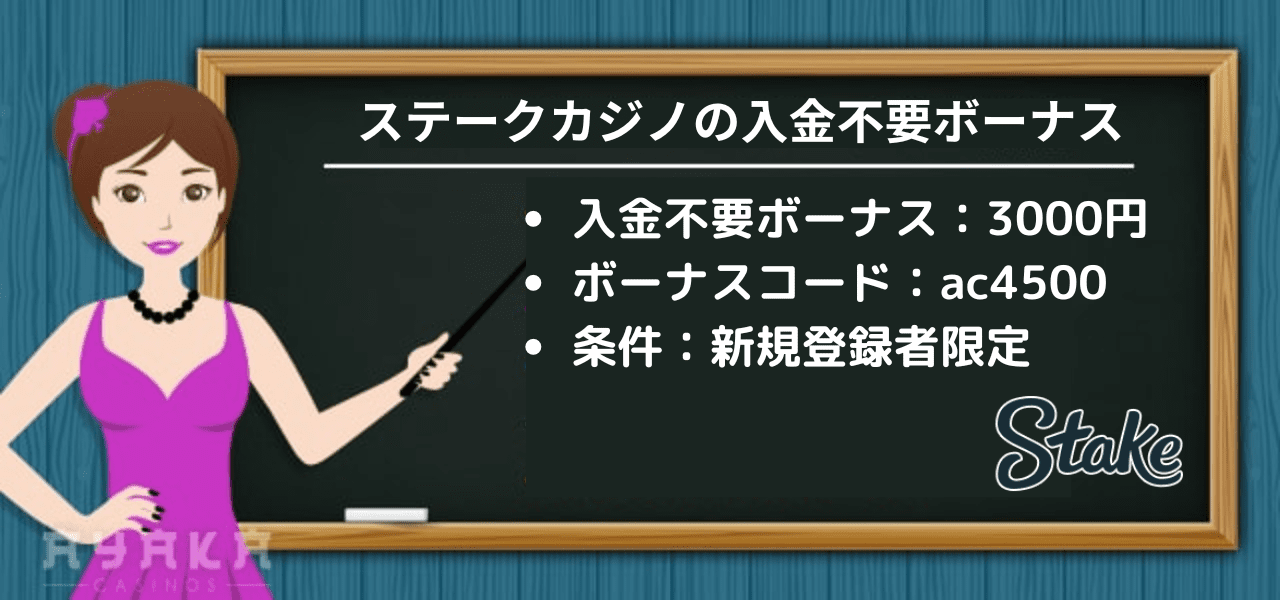 ステークカジノの入金不要ボーナス
• 入金不要ボーナス：3000円
• ボーナスコード：ac4500
• 条件：新規登録者限定
Stake
AYAKA
CASINOS